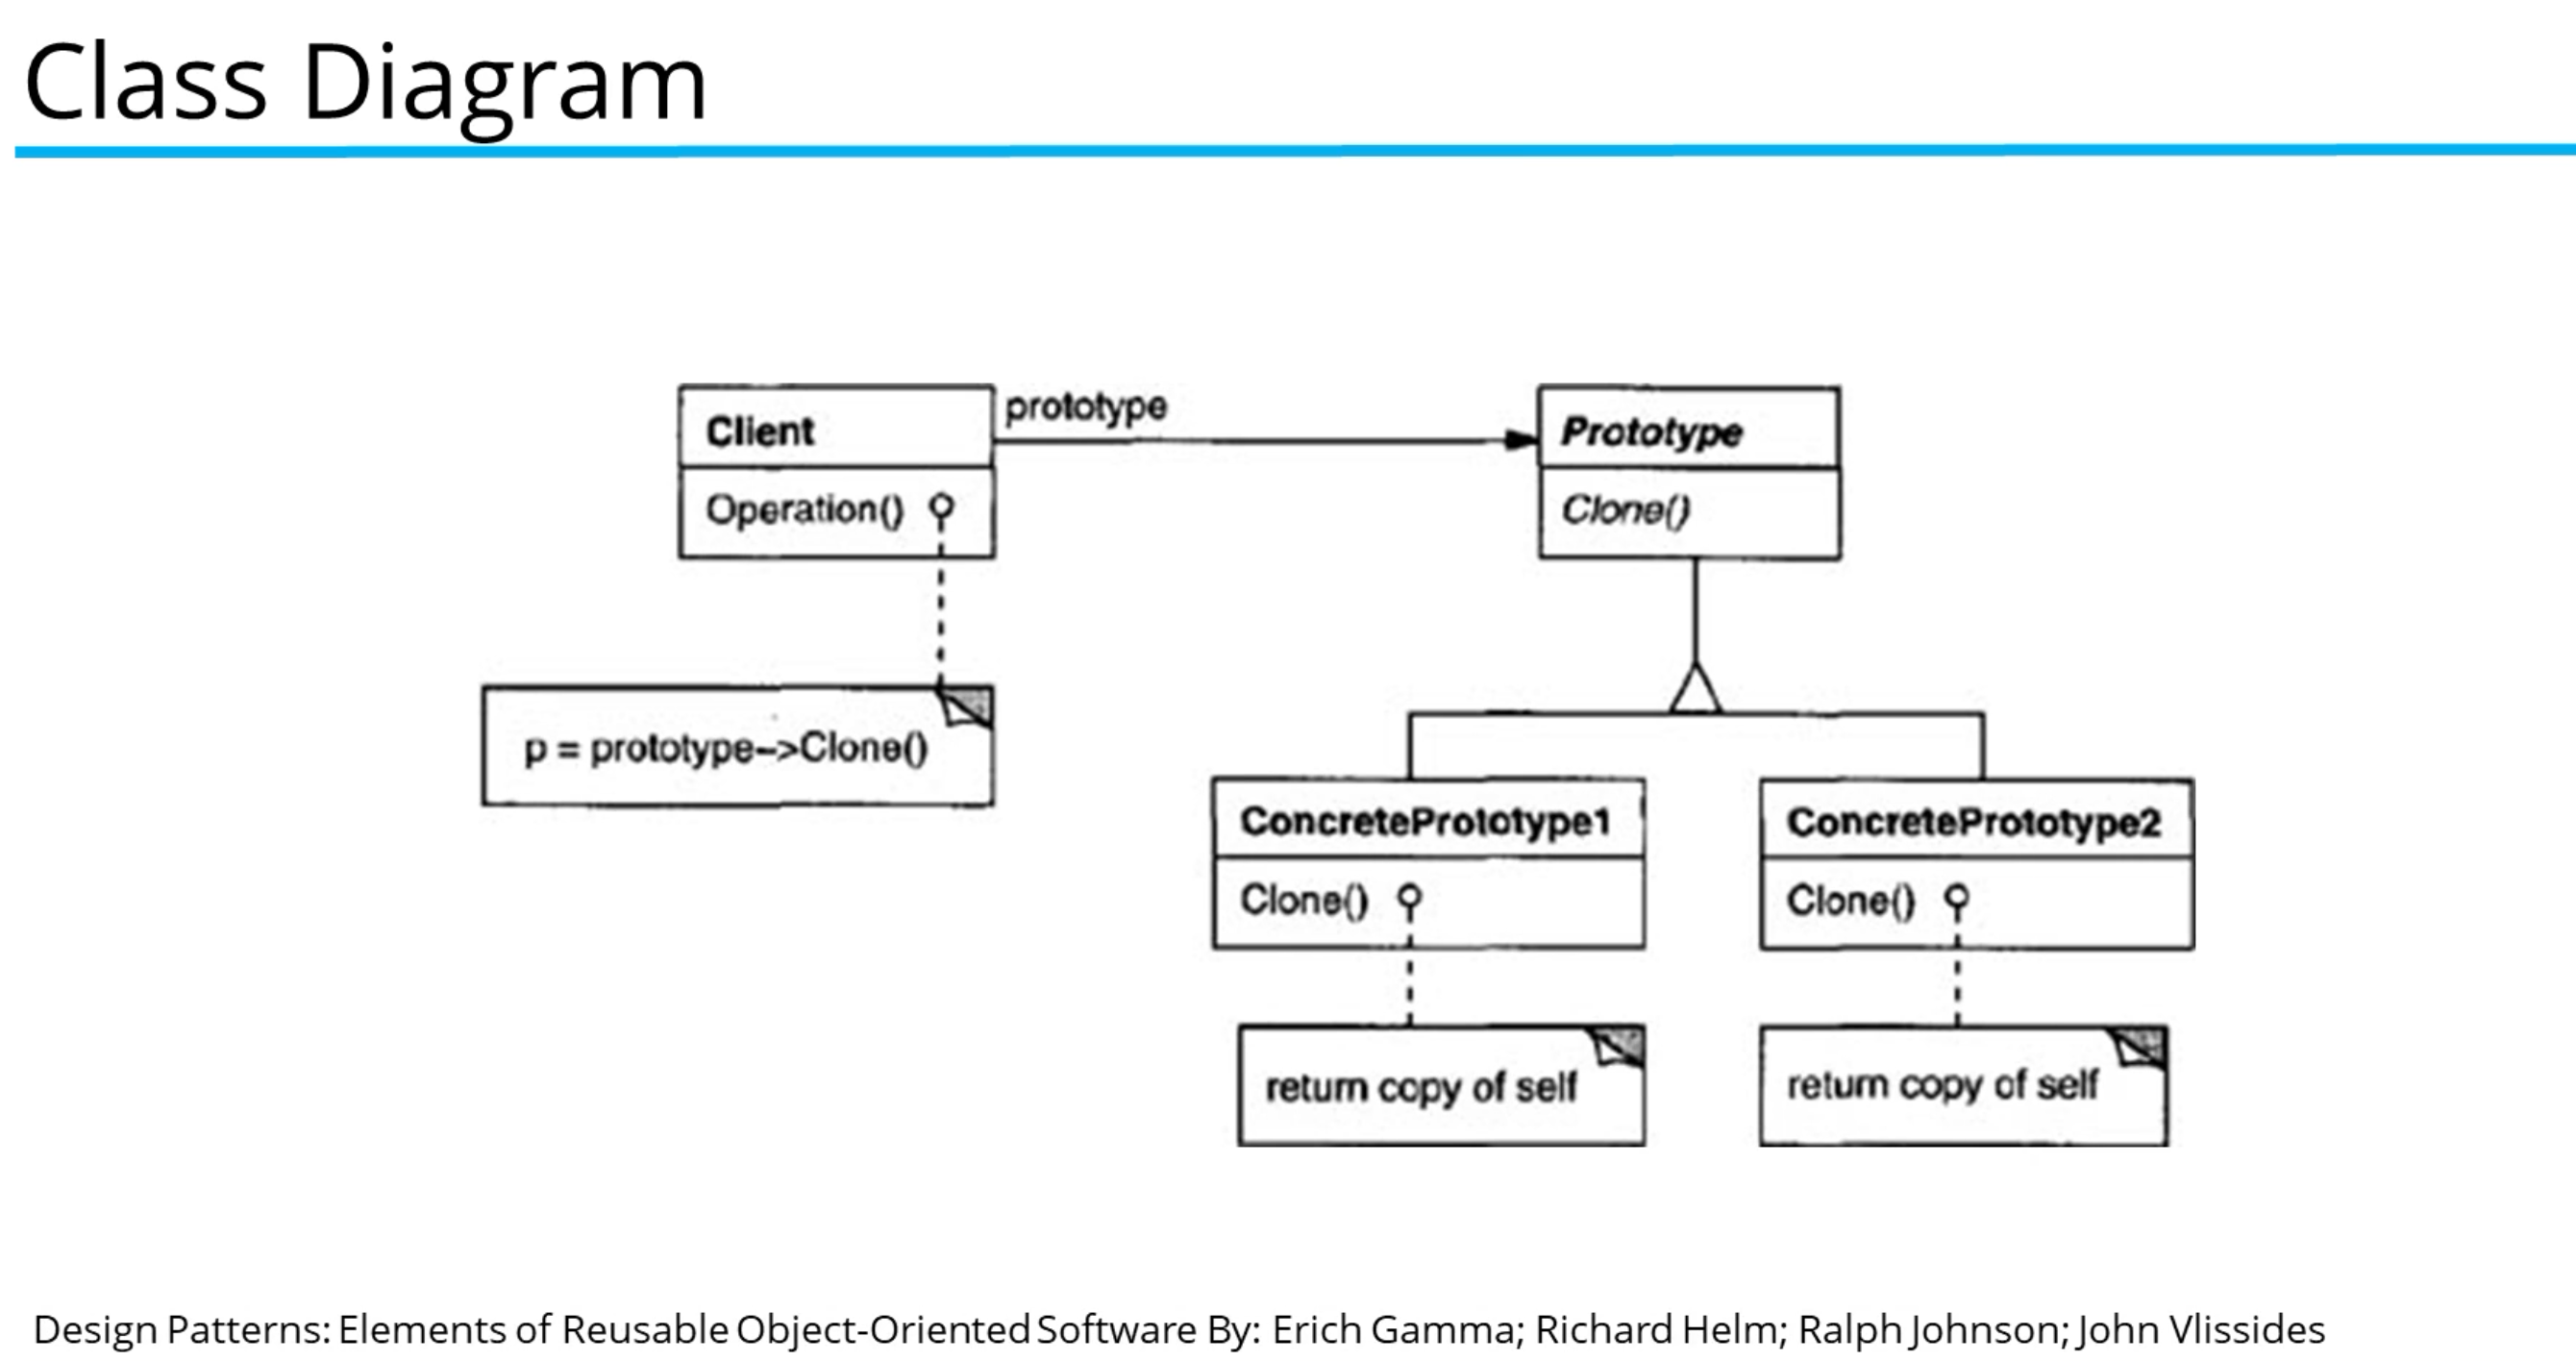 Class Diagram
Client
Operation()
prototype
Prototype
Clone()
p = prototype–>Clone()
ConcretePrototype1
Clone()
ConcretePrototype2
Clone()
return copy of self
return copy of self
Design Patterns: Elements of Reusable Object-Oriented Software By: Erich Gamma; Richard Helm; Ralph Johnson; John Vlissides